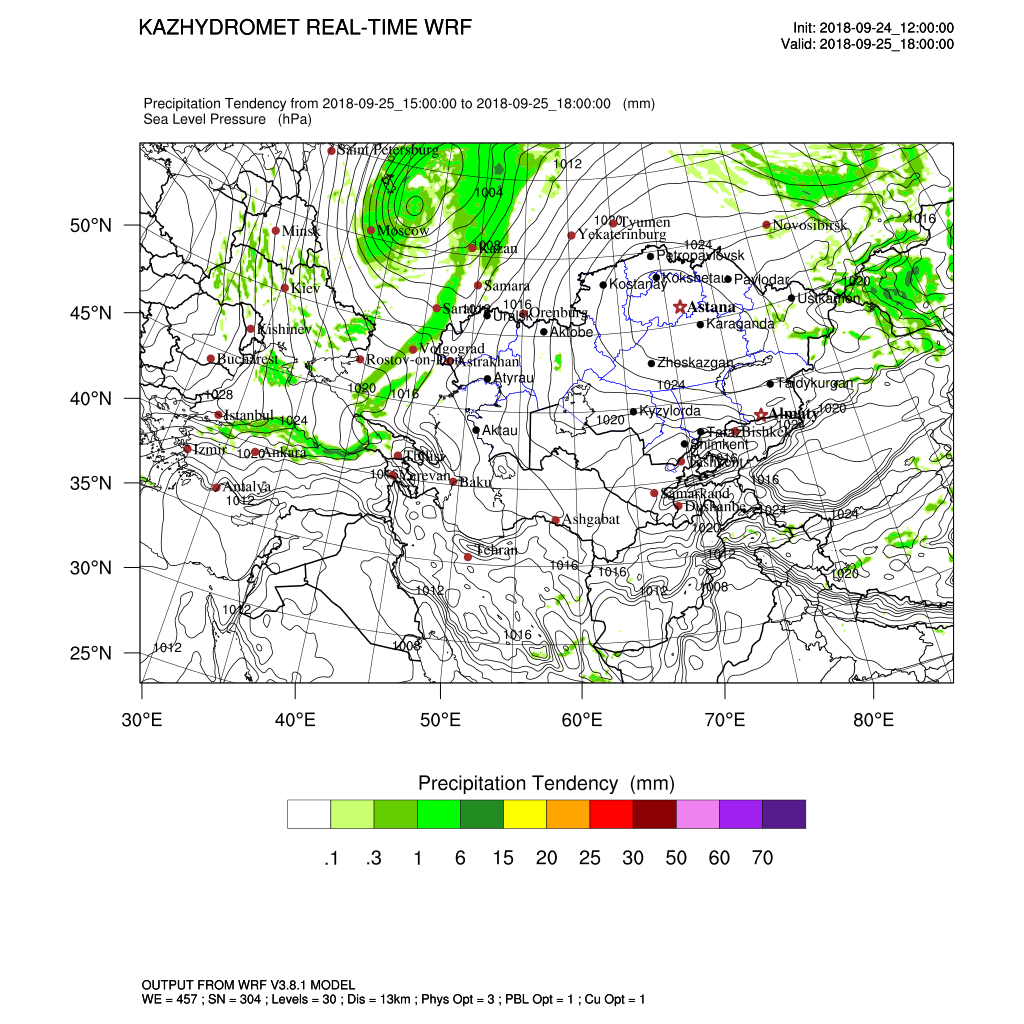 KAZHYDROMET REAL-TIME WRF
Init: 2018-09-24_12:00:00
Valid: 2018-09-25_18:00:00
Precipitation Tendency from 2018-09-25_15:00:00 to 2018-09-25_18:00:00 (mm)
Sea Level Pressure (hPa)
Saint Petersburg
1012
1004
50°N
Minsk
Moscow
1008
Kazan
Yekaterinburg
1020
Tyumen
Novosibirsk
1016
1024
Petropavlovsk
Kiev
Samara
Kostanay
Kokshetau
Pavlodar
1020
Ustkamen
45°N
Uralsk
1016
Orenburg
Astana
Kishinev
Aktobe
Karaganda
Bucharest
Rostov-on-Don
Volgograd
Astrakhan
Zhoskazgan
Atyrau
1020
1024
Taldykurgan
40°N
1028
1016
Istanbul
1024
Kyzylorda
1020
Almaty
1020
Aktau
Bishkek
Shimkent
Izmir
Ankara
Tbilisi
Tashkent
35°N
Antalya
1012
Yerevan
Baku
1016
Samarkand
Dushanbe
1024
1024
Ashgabat
1020
Tehran
1012
30°N
1016
1016
1020
1012
1012
1008
1012
1016
1012
1008
25°N
30°E
40°E
50°E
60°E
70°E
80°E
Precipitation Tendency (mm)
.1 .3 1 6 15 20 25 30 50 60 70
OUTPUT FROM WRF V3.8.1 MODEL
WE = 457 ; SN = 304 ; Levels = 30 ; Dis = 13km ; Phys Opt = 3 ; PBL Opt = 1 ; Cu Opt = 1